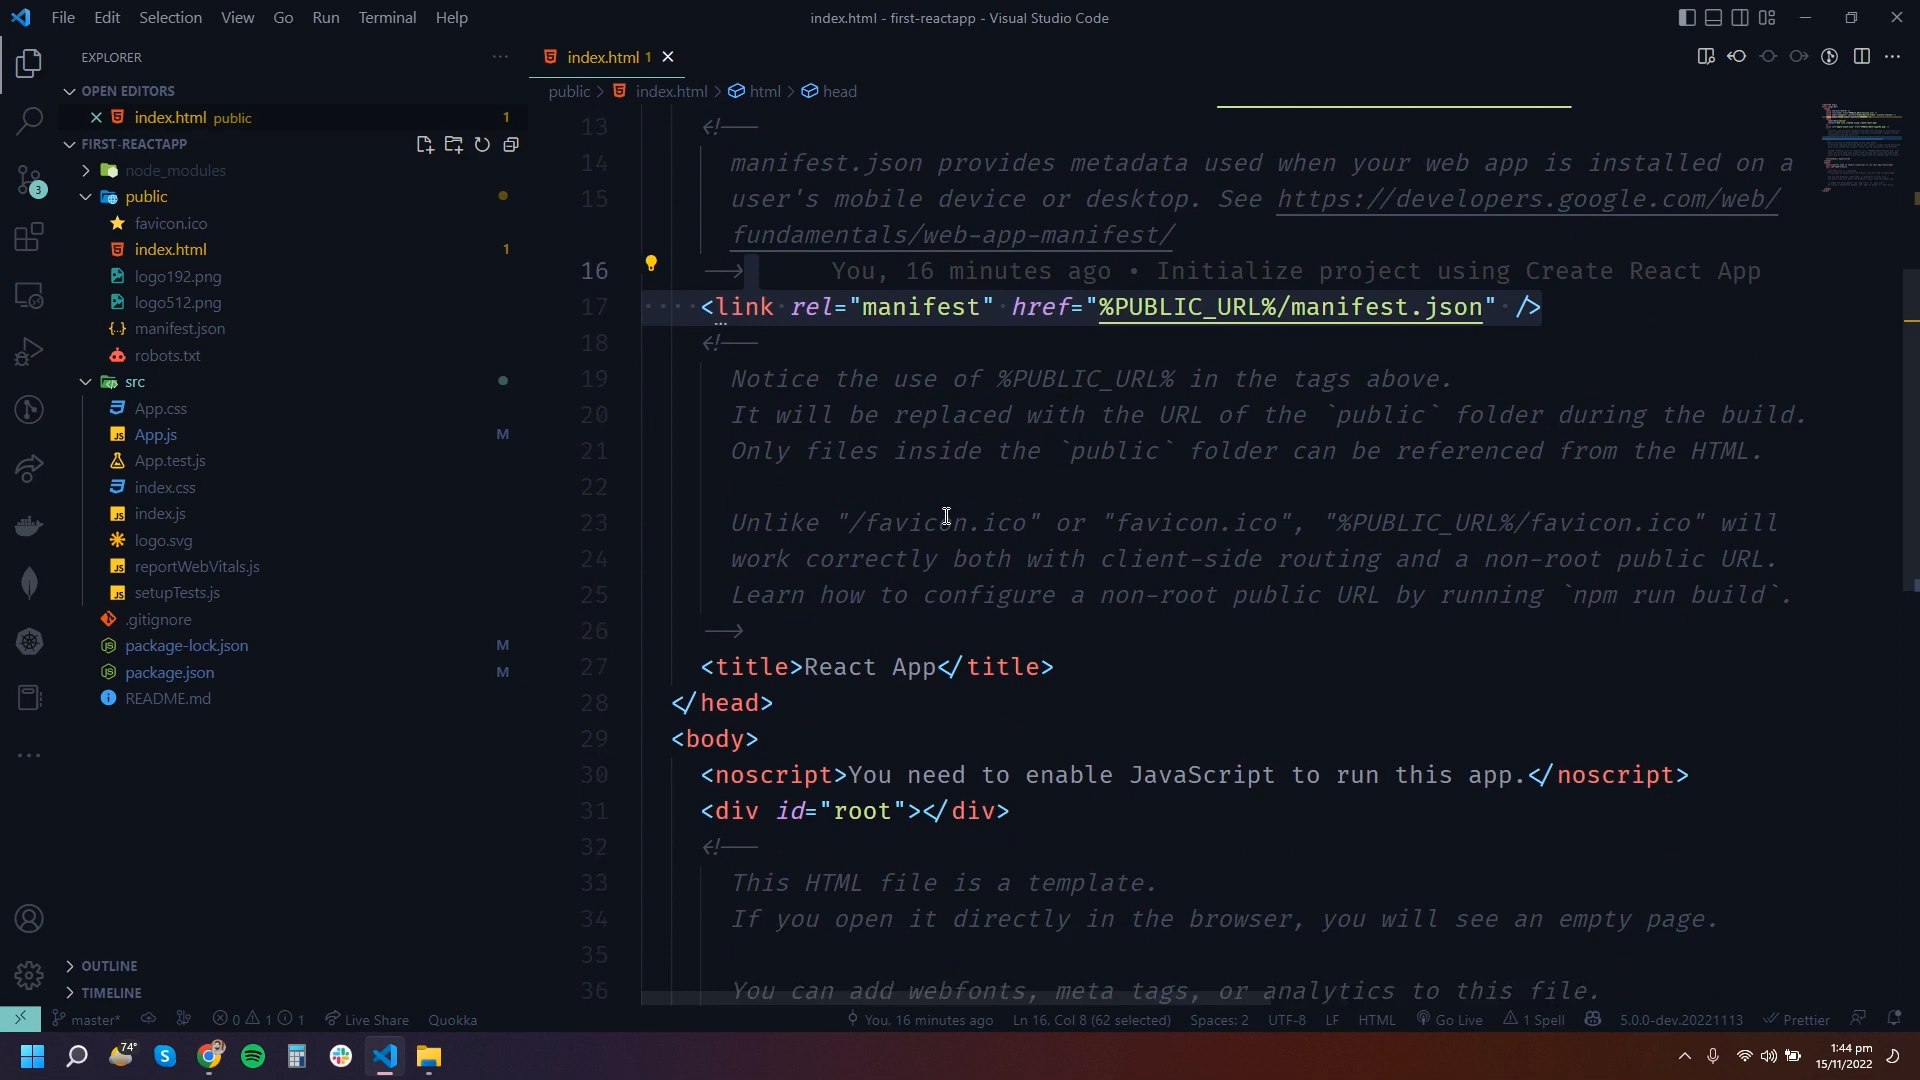 File Edit Selection View Go Run Terminal Help
index.html - first-reactapp - Visual Studio Code
EXPLORER
OPEN EDITORS
index.html public 1
FIRST-REACTAPP
node_modules
public
favicon.ico
index.html 1
logo192.png
logo512.png
manifest.json
robots.txt
src
App.css
App.js M
App.test.js
index.css
index.js
logo.svg
reportWebVitals.js
setupTests.js
.gitignore
package-lock.json M
package.json M
README.md
OUTLINE
TIMELINE
3
index.html 1
public > index.html > html > head
13 <!--
14 manifest.json provides metadata used when your web app is installed on a
15 user's mobile device or desktop. See https://developers.google.com/web/
fundamentals/web-app-manifest/
16 --> You, 16 minutes ago • Initialize project using Create React App
17 <link rel="manifest" href="%PUBLIC_URL%/manifest.json" />
18 <!--
19 Notice the use of %PUBLIC_URL% in the tags above.
20 It will be replaced with the URL of the `public` folder during the build.
21 Only files inside the `public` folder can be referenced from the HTML.
22
23 Unlike "/favicon.ico" or "favicon.ico", "%PUBLIC_URL%/favicon.ico" will
24 work correctly both with client-side routing and a non-root public URL.
25 Learn how to configure a non-root public URL by running `npm run build`.
26 -->
27 <title>React App</title>
28 </head>
29 <body>
30 <noscript>You need to enable JavaScript to run this app.</noscript>
31 <div id="root"></div>
32 <!--
33 This HTML file is a template.
34 If you open it directly in the browser, you will see an empty page.
35
36 You can add webfonts, meta tags, or analytics to this file.
master* 0 1 1 Live Share Quokka You, 16 minutes ago Ln 16, Col 8 (62 selected) Spaces: 2 UTF-8 LF HTML Go Live 1 Spell 5.0.0-dev.20221113 Prettier
74°
1:44 pm
15/11/2022